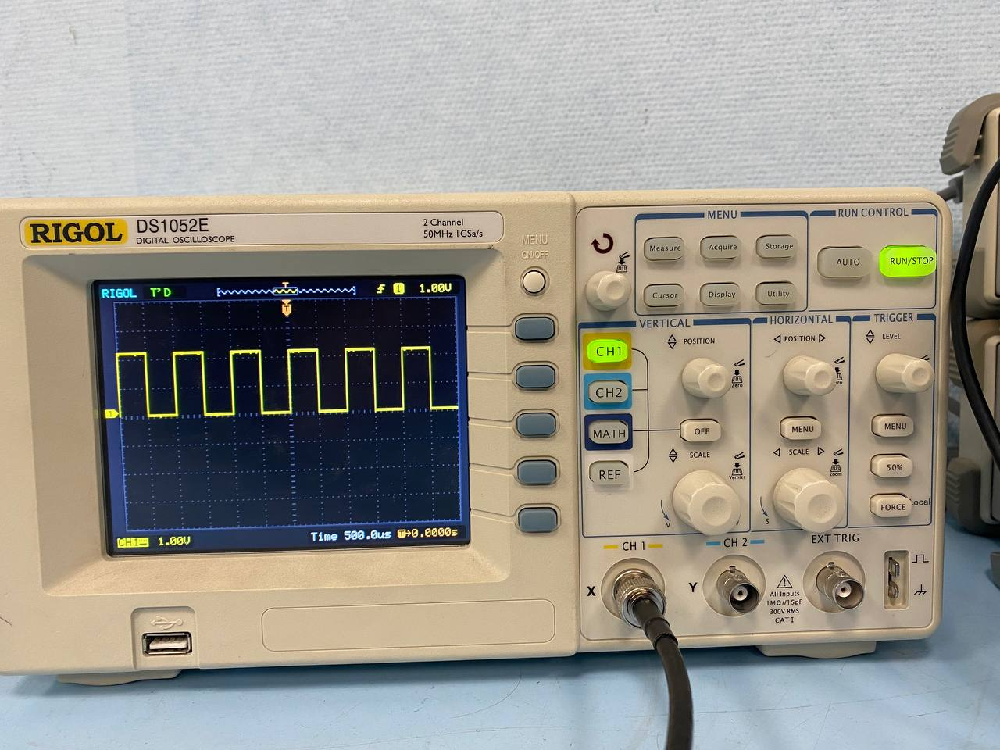 RIGOL
DS1052E
DIGITAL OSCILLOSCOPE
2 Channel
50MHz 1GSa/s
MENU
ON/OFF
RIGOL T'D
T
1 1.00V
T
1
1.00V
Time 500.0us T→0.0000s
MENU
Measure
Acquire
Storage
Cursor
Display
Utility
RUN CONTROL
AUTO
RUN/STOP
VERTICAL
CH1
CH2
MATH
REF
POSITION
Zero
OFF
SCALE
Vernier
V
HORIZONTAL
POSITION
MENU
SCALE
Zoom
S
TRIGGER
LEVEL
MENU
50%
FORCE
Local
CH 1
CH 2
EXT TRIG
X
Y
All Inputs
1MΩ//15pF
300V RMS
CAT I